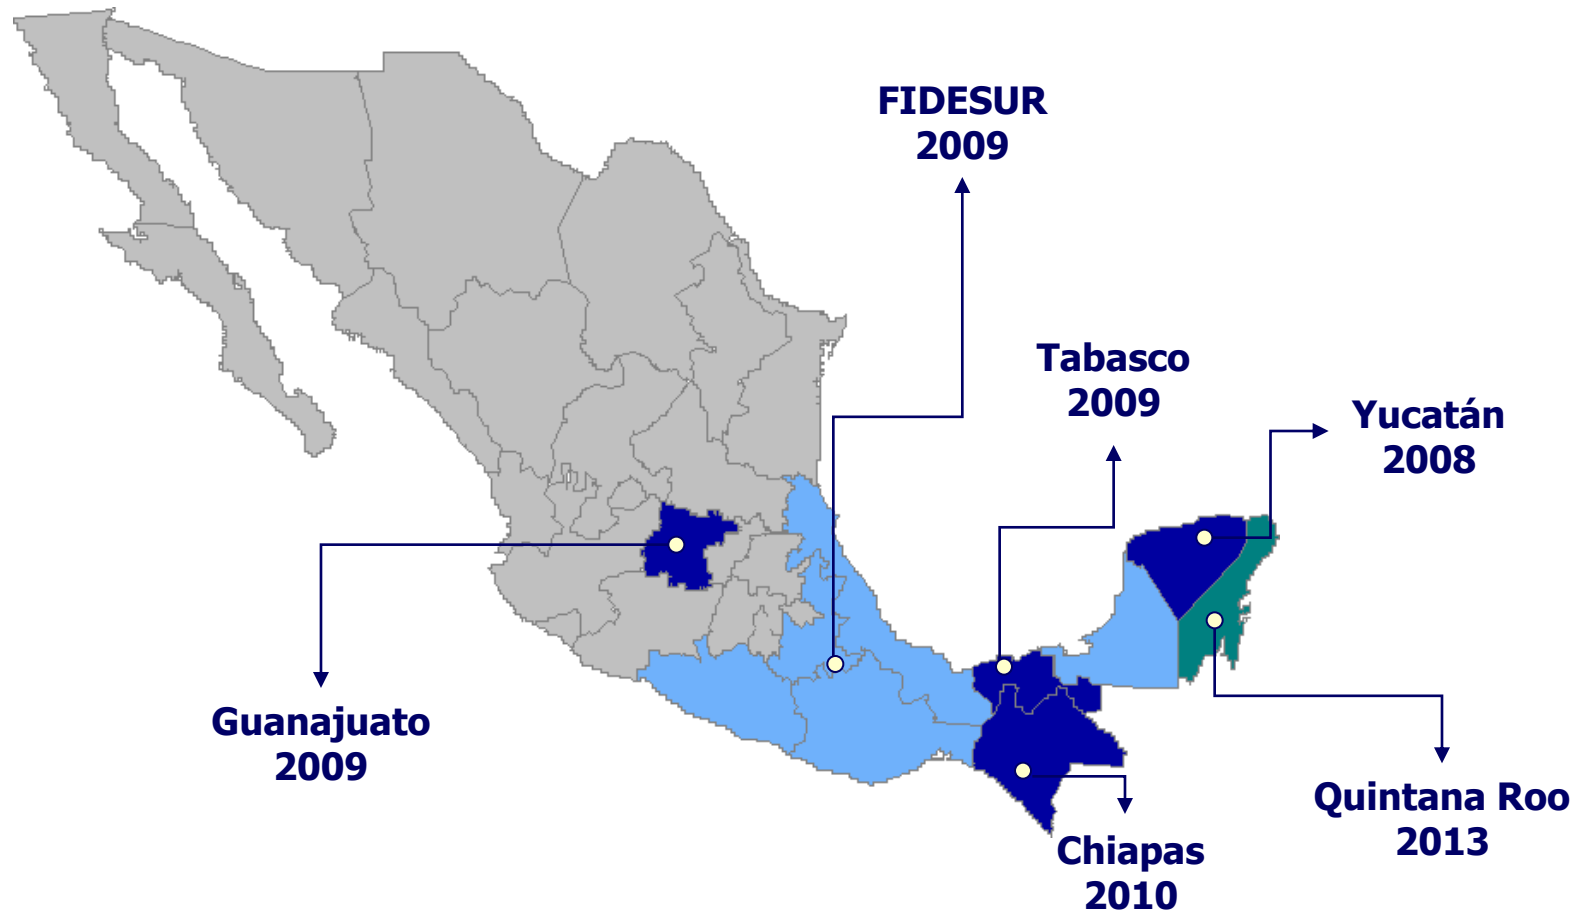 FIDESUR
2009
Tabasco
2009
Yucatán
2008
Guanajuato
2009
Quintana Roo
2013
Chiapas
2010